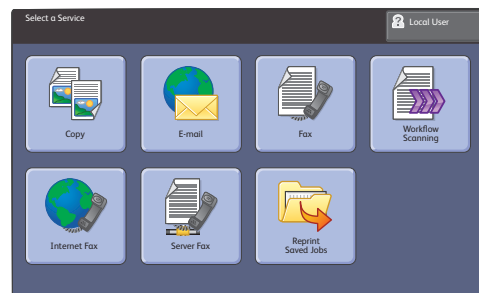 Select a Service
Local User
Copy
E-mail
Fax
Workflow
Scanning
Internet Fax
Server Fax
Reprint
Saved Jobs